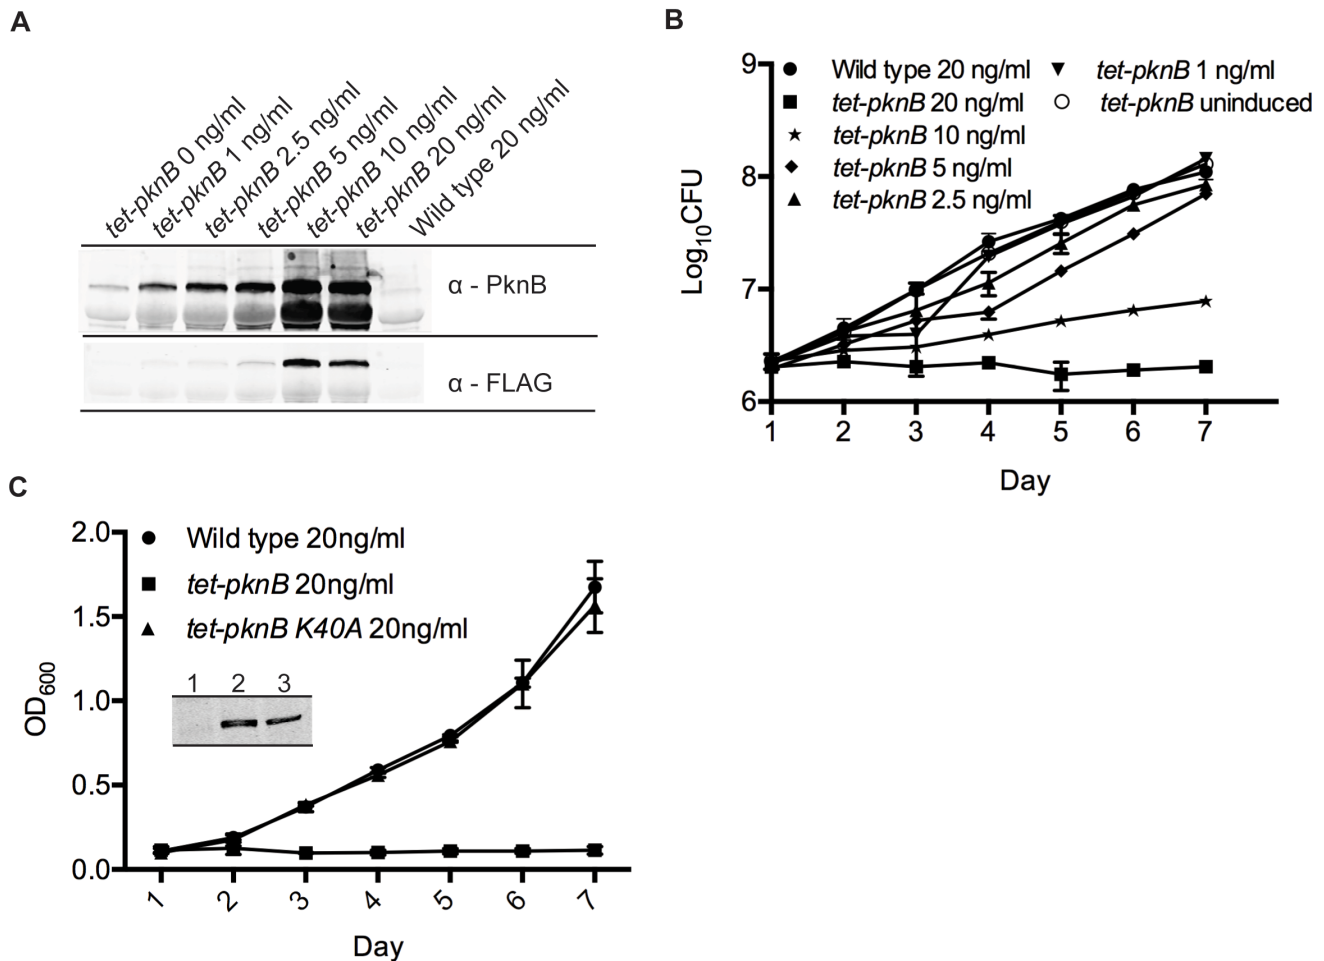 A
tet-pknB 0 ng/ml
tet-pknB 1 ng/ml
tet-pknB 2.5 ng/ml
tet-pknB 5 ng/ml
tet-pknB 10 ng/ml
tet-pknB 20 ng/ml
Wild type 20 ng/ml
α - PknB
α - FLAG
B
Wild type 20 ng/ml
tet-pknB 20 ng/ml
tet-pknB 10 ng/ml
tet-pknB 5 ng/ml
tet-pknB 2.5 ng/ml
tet-pknB 1 ng/ml
tet-pknB uninduced
Log10CFU
9
8
7
6
1 2 3 4 5 6 7
Day
C
Wild type 20ng/ml
tet-pknB 20ng/ml
tet-pknB K40A 20ng/ml
1 2 3
OD600
2.0
1.5
1.0
0.5
0.0
1 2 3 4 5 6 7
Day